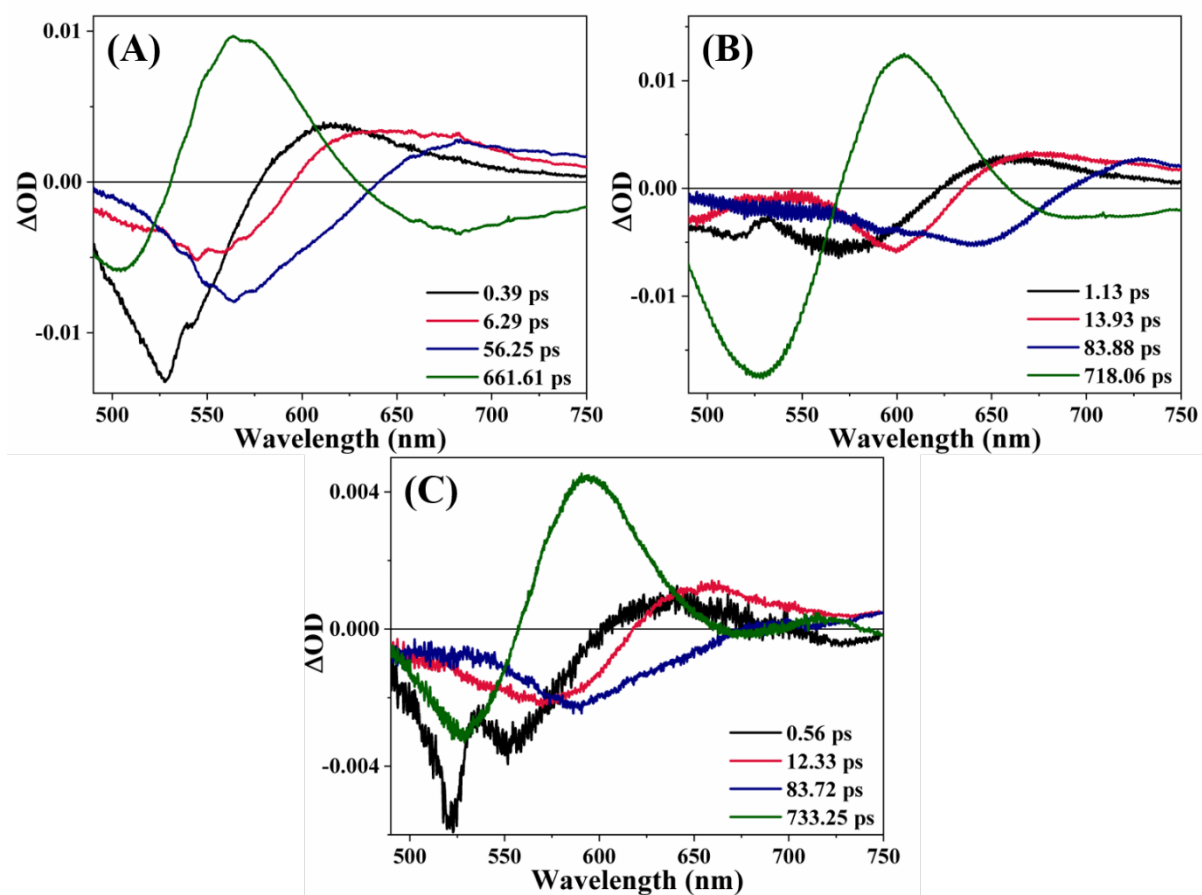 (A)
0.01
0.00
-0.01
ΔOD
0.39 ps
6.29 ps
56.25 ps
661.61 ps
500 550 600 650 700 750
Wavelength (nm)
(B)
0.01
0.00
-0.01
ΔOD
1.13 ps
13.93 ps
83.88 ps
718.06 ps
500 550 600 650 700 750
Wavelength (nm)
(C)
0.004
0.000
-0.004
ΔOD
0.56 ps
12.33 ps
83.72 ps
733.25 ps
500 550 600 650 700 750
Wavelength (nm)